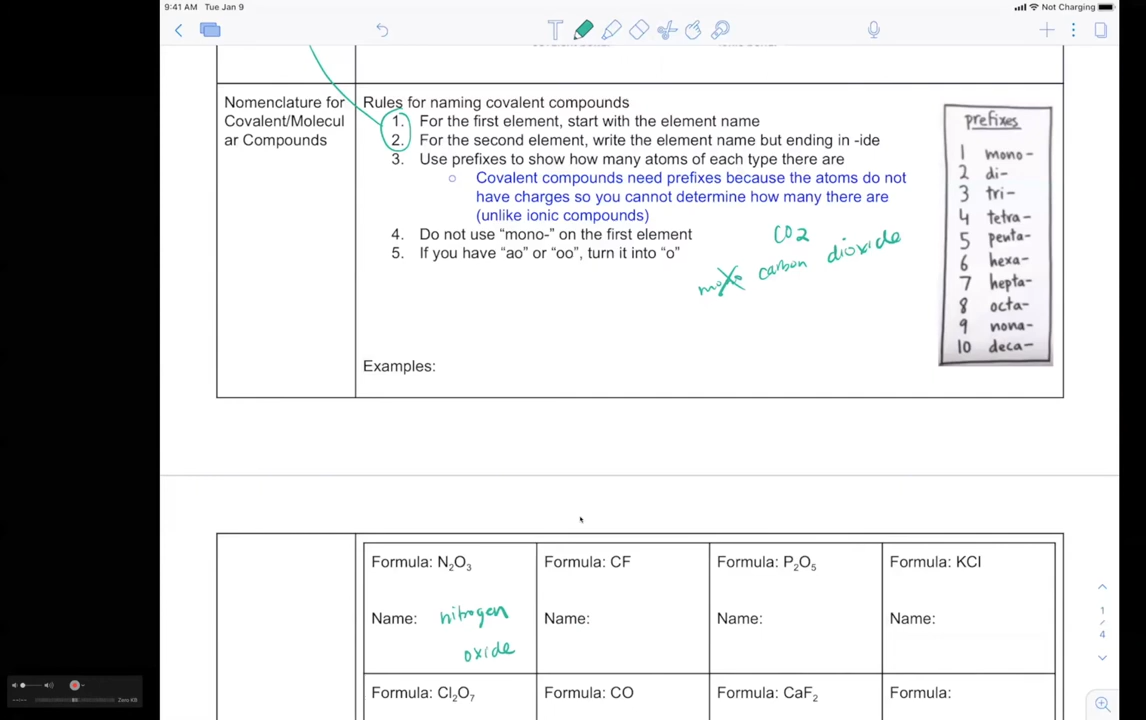 9:41 AM Tue Jan 9
Not Charging
T
Nomenclature for
Covalent/Molecul
ar Compounds
Rules for naming covalent compounds
1. For the first element, start with the element name
2. For the second element, write the element name but ending in -ide
3. Use prefixes to show how many atoms of each type there are
○ Covalent compounds need prefixes because the atoms do not
have charges so you cannot determine how many there are
(unlike ionic compounds)
4. Do not use “mono-” on the first element
5. If you have “ao” or “oo”, turn it into “o”
CO2
mono carbon dioxide
Examples:
prefixes
1 mono-
2 di-
3 tri-
4 tetra-
5 penta-
6 hexa-
7 hepta-
8 octa-
9 nona-
10 deca-
Formula: N₂O₃
Name: nitrogen
oxide
Formula: CF
Name:
Formula: P₂O₅
Name:
Formula: KCl
Name:
Formula: Cl₂O₇
Formula: CO
Formula: CaF₂
Formula:
1
/
4
Zero KB